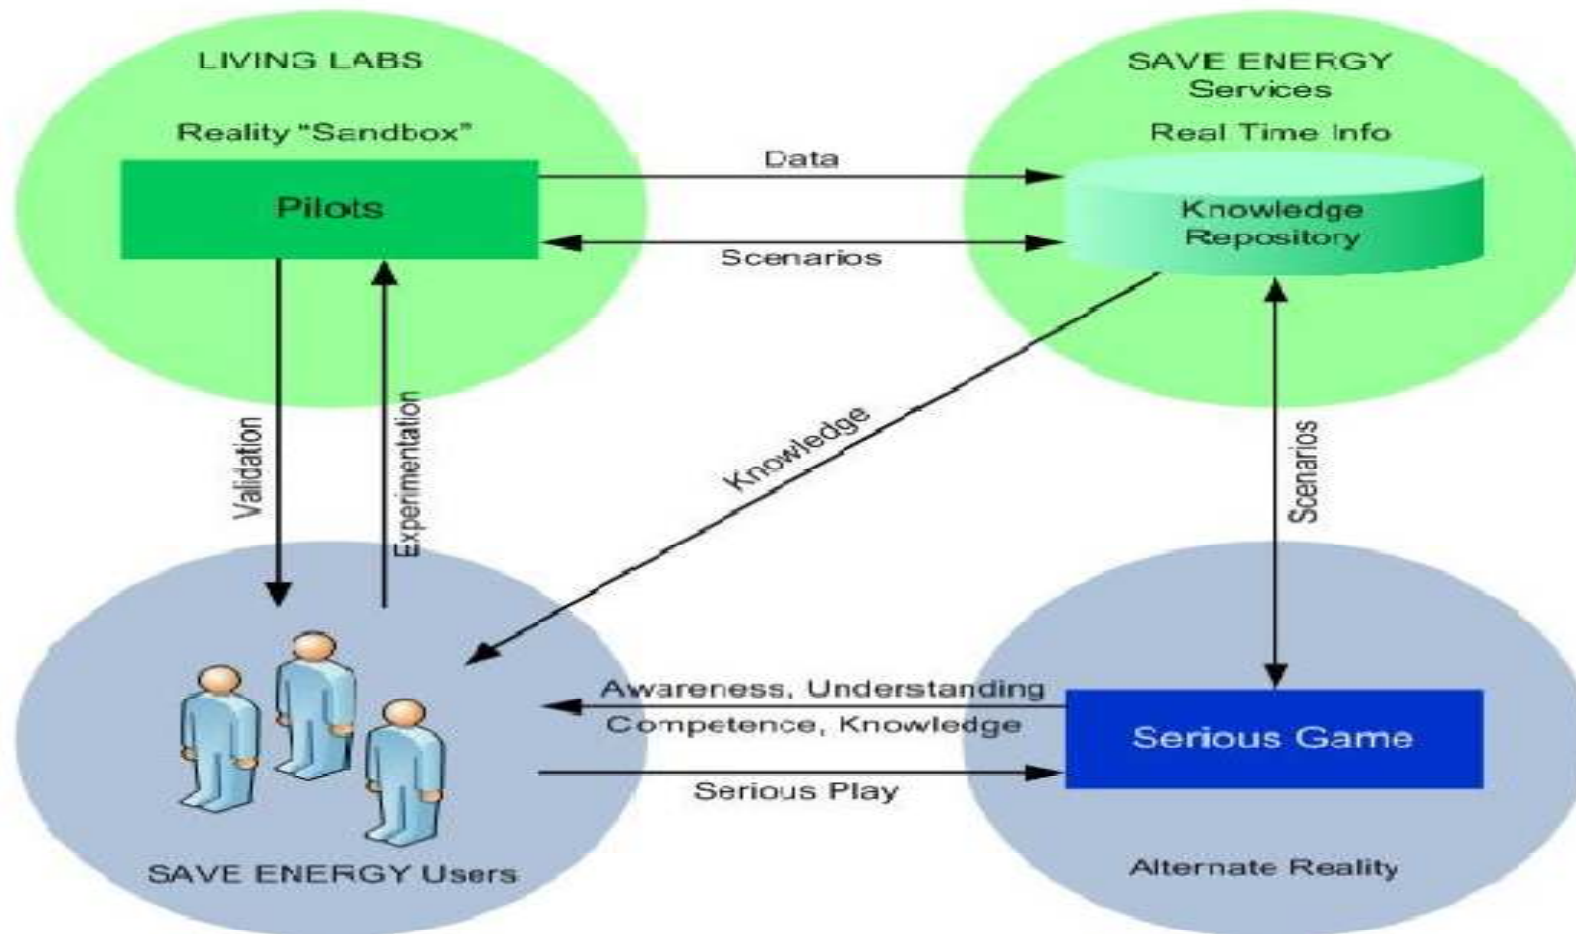 LIVING LABS
Reality “Sandbox”
Pilots
SAVE ENERGY
Services
Real Time Info
Knowledge
Repository
Data
Scenarios
Validation
Experimentation
Knowledge
Scenarios
Awareness, Understanding
Competence, Knowledge
Serious Play
SAVE ENERGY Users
Serious Game
Alternate Reality